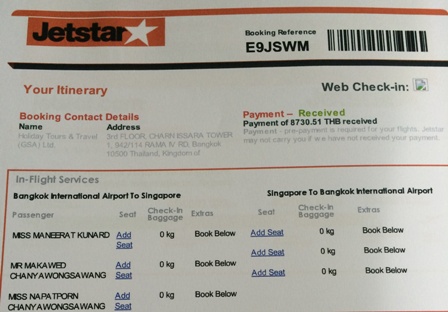 Jetstar
Booking Reference
E9JSWM
Your Itinerary
Web Check-in:
Booking Contact Details
Payment – Received
Name Address
Payment of 8730.51 THB received
Holiday Tours & Travel 3rd FLOOR, CHARN ISSARA TOWER
Payment - pre-payment is required for your flights. Jetstar
(GSA) Ltd. 1, 942/114 RAMA IV RD, Bangkok
may not carry you if we have not received your payment.
10500 Thailand, Kingdom of
In-Flight Services
Bangkok International Airport To Singapore
Singapore To Bangkok International Airport
Passenger Seat Check-In Baggage Extras Seat Check-In Baggage Extras
MISS MANEERAT KUNARD Add Seat 0 kg Book Below Add Seat 0 kg Book Below
MR MAKAWED CHANYAWONGSAWANG Add Seat 0 kg Book Below Add Seat 0 kg Book Below
MISS NAPATPORN CHANYAWONGSAWANG Add Seat 0 kg Book Below Add Seat 0 kg Book Below